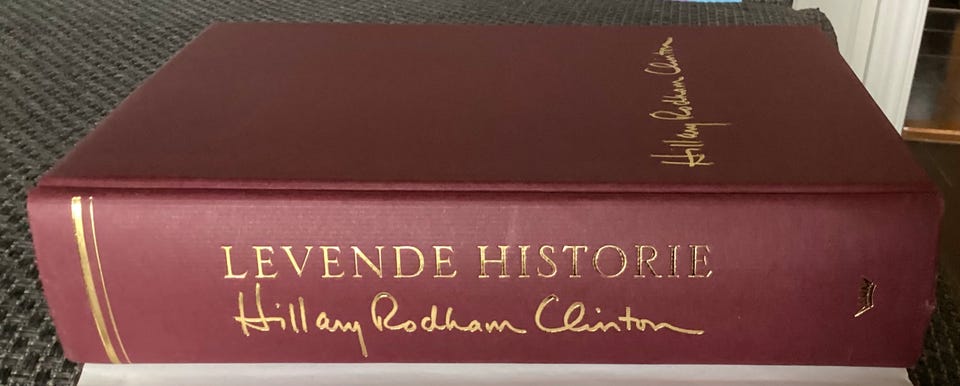 Hillary Rodham Clinton
LEVENDE HISTORIE
Hillary Rodham Clinton